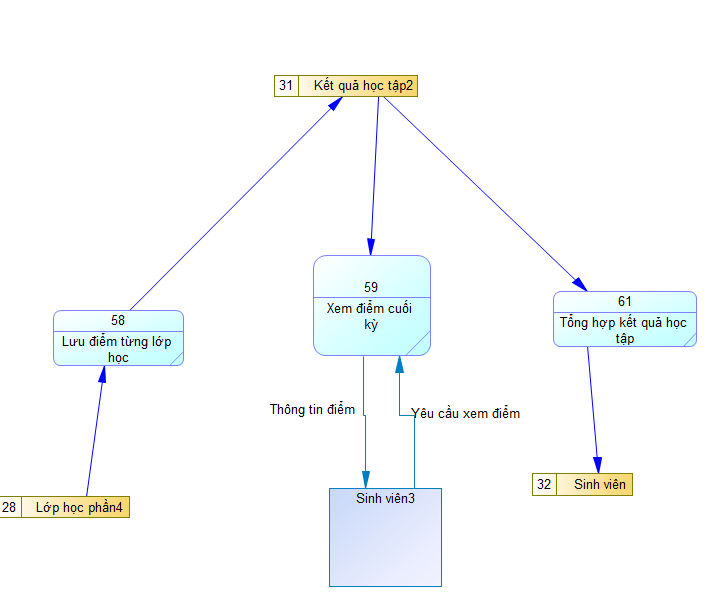 31 Kết quả học tập2
59
Xem điểm cuối
kỳ
61
Tổng hợp kết quả học
tập
58
Lưu điểm từng lớp
học
Thông tin điểm
Yêu cầu xem điểm
32 Sinh viên
Sinh viên3
28 Lớp học phần4